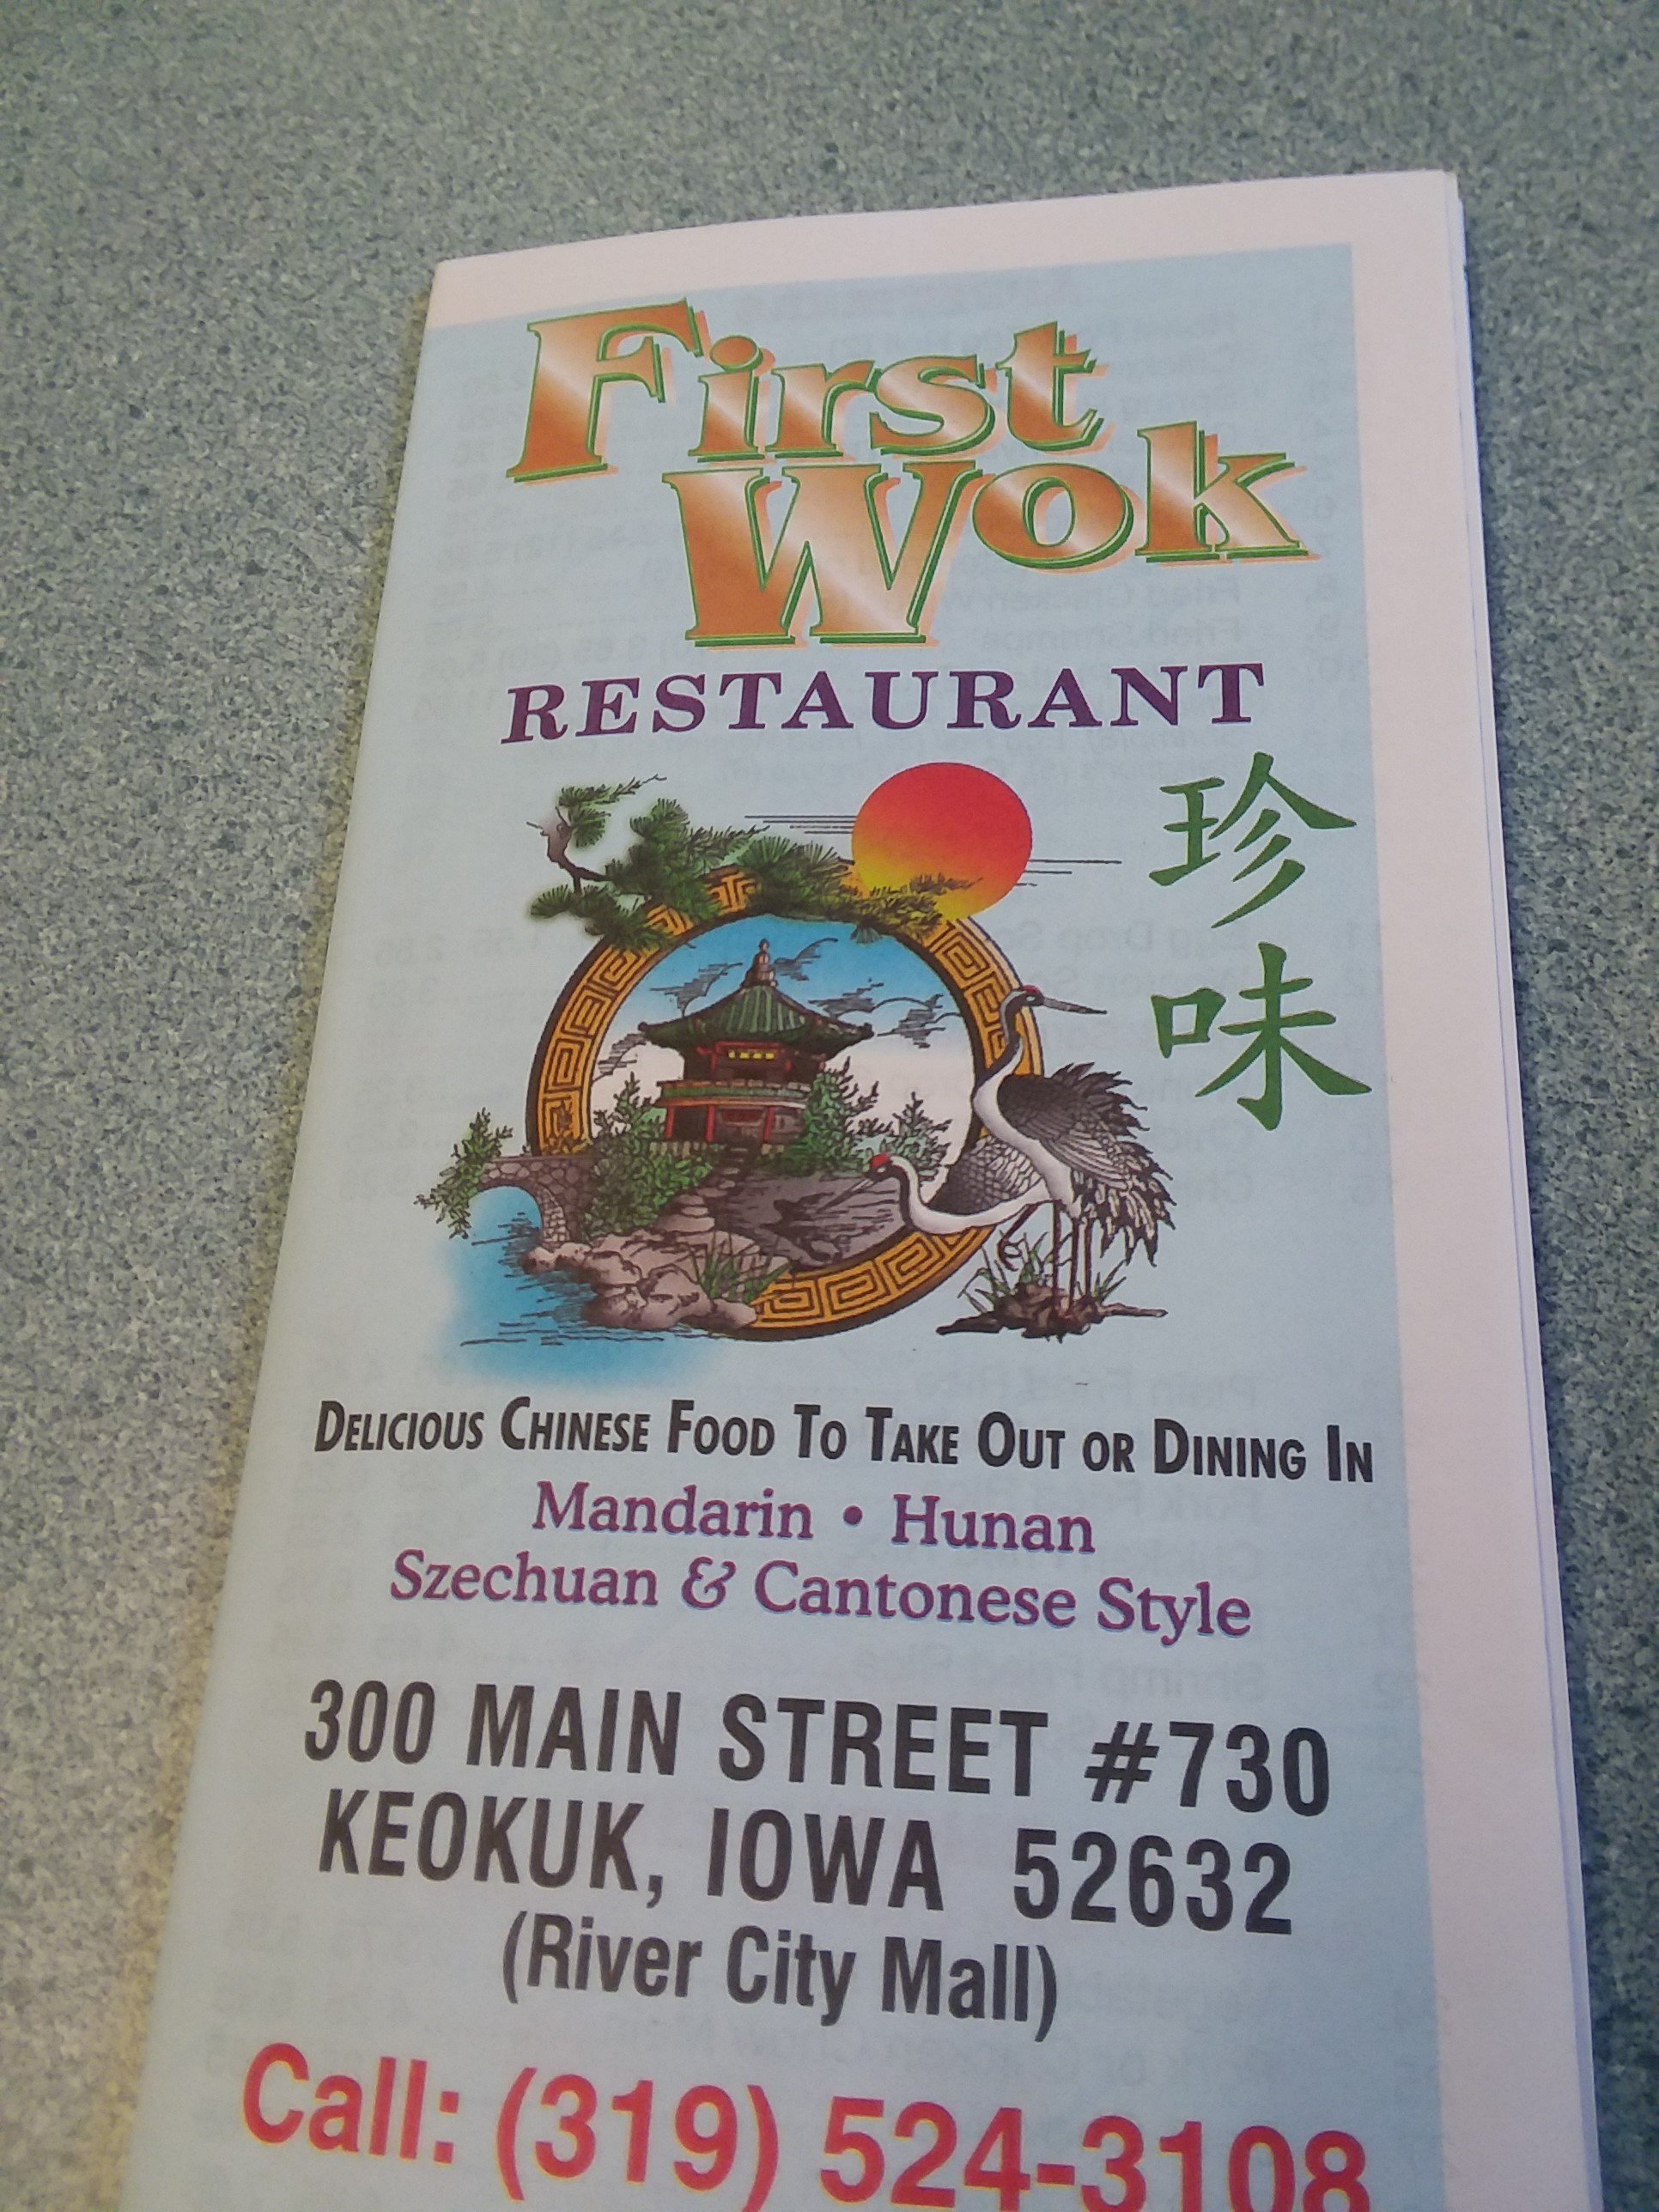 First
Wok
RESTAURANT
珍
味
DELICIOUS CHINESE FOOD TO TAKE OUT OR DINING IN
Mandarin • Hunan
Szechuan & Cantonese Style
300 MAIN STREET #730
KEOKUK, IOWA 52632
(River City Mall)
Call: (319) 524-3108